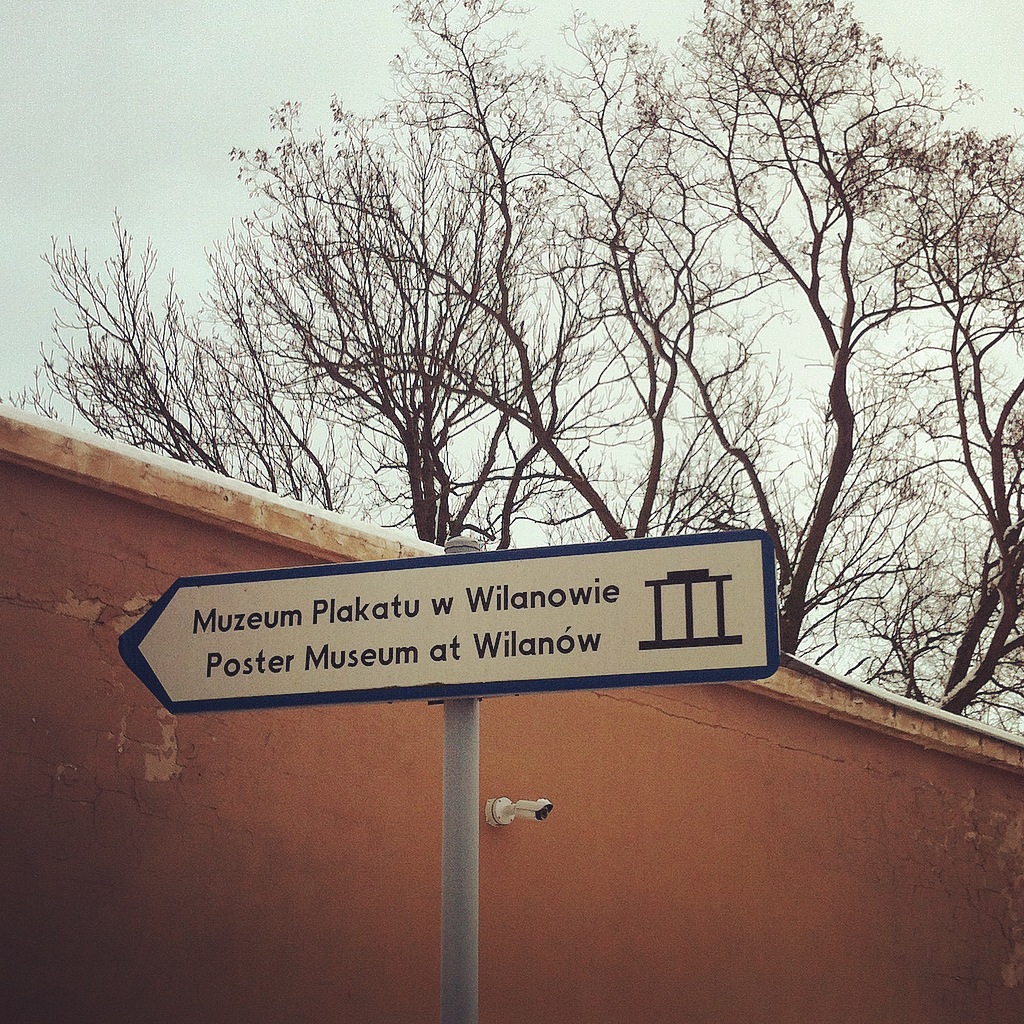 Muzeum Plakatu w Wilanowie
Poster Museum at Wilanów